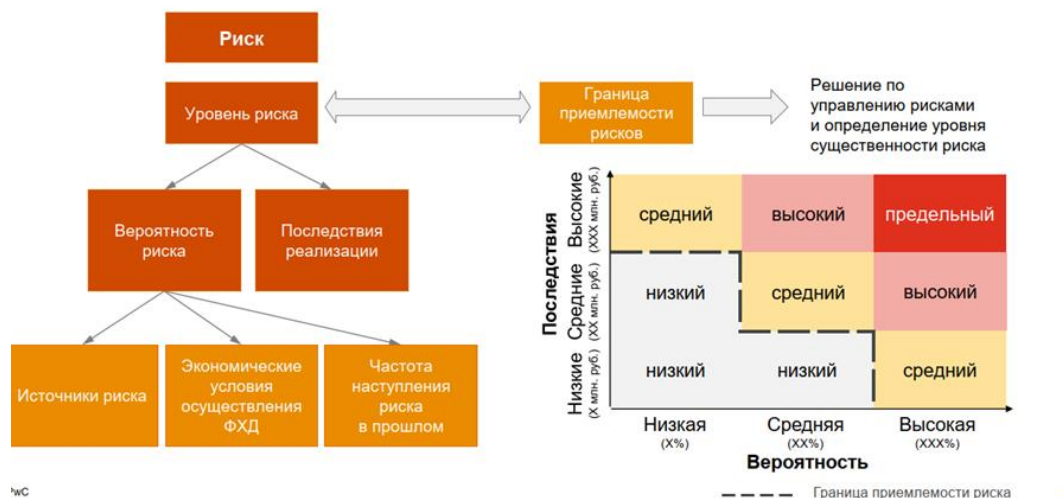 Риск
Уровень риска
Граница
приемлемости
рисков
Решение по
управлению рисками
и определение уровня
существенности риска
Вероятность
риска
Последствия
реализации
Источники риска
Экономические
условия
осуществления
ФХД
Частота
наступления
риска
в прошлом
Последствия
Высокие
(XXX млн. руб.)
средний
высокий
предельный
Средние
(XX млн. руб.)
низкий
средний
высокий
Низкие
(X млн. руб.)
низкий
низкий
средний
Низкая
(X%)
Средняя
(XX%)
Высокая
(XXX%)
Вероятность
Граница приемлемости риска
PwC